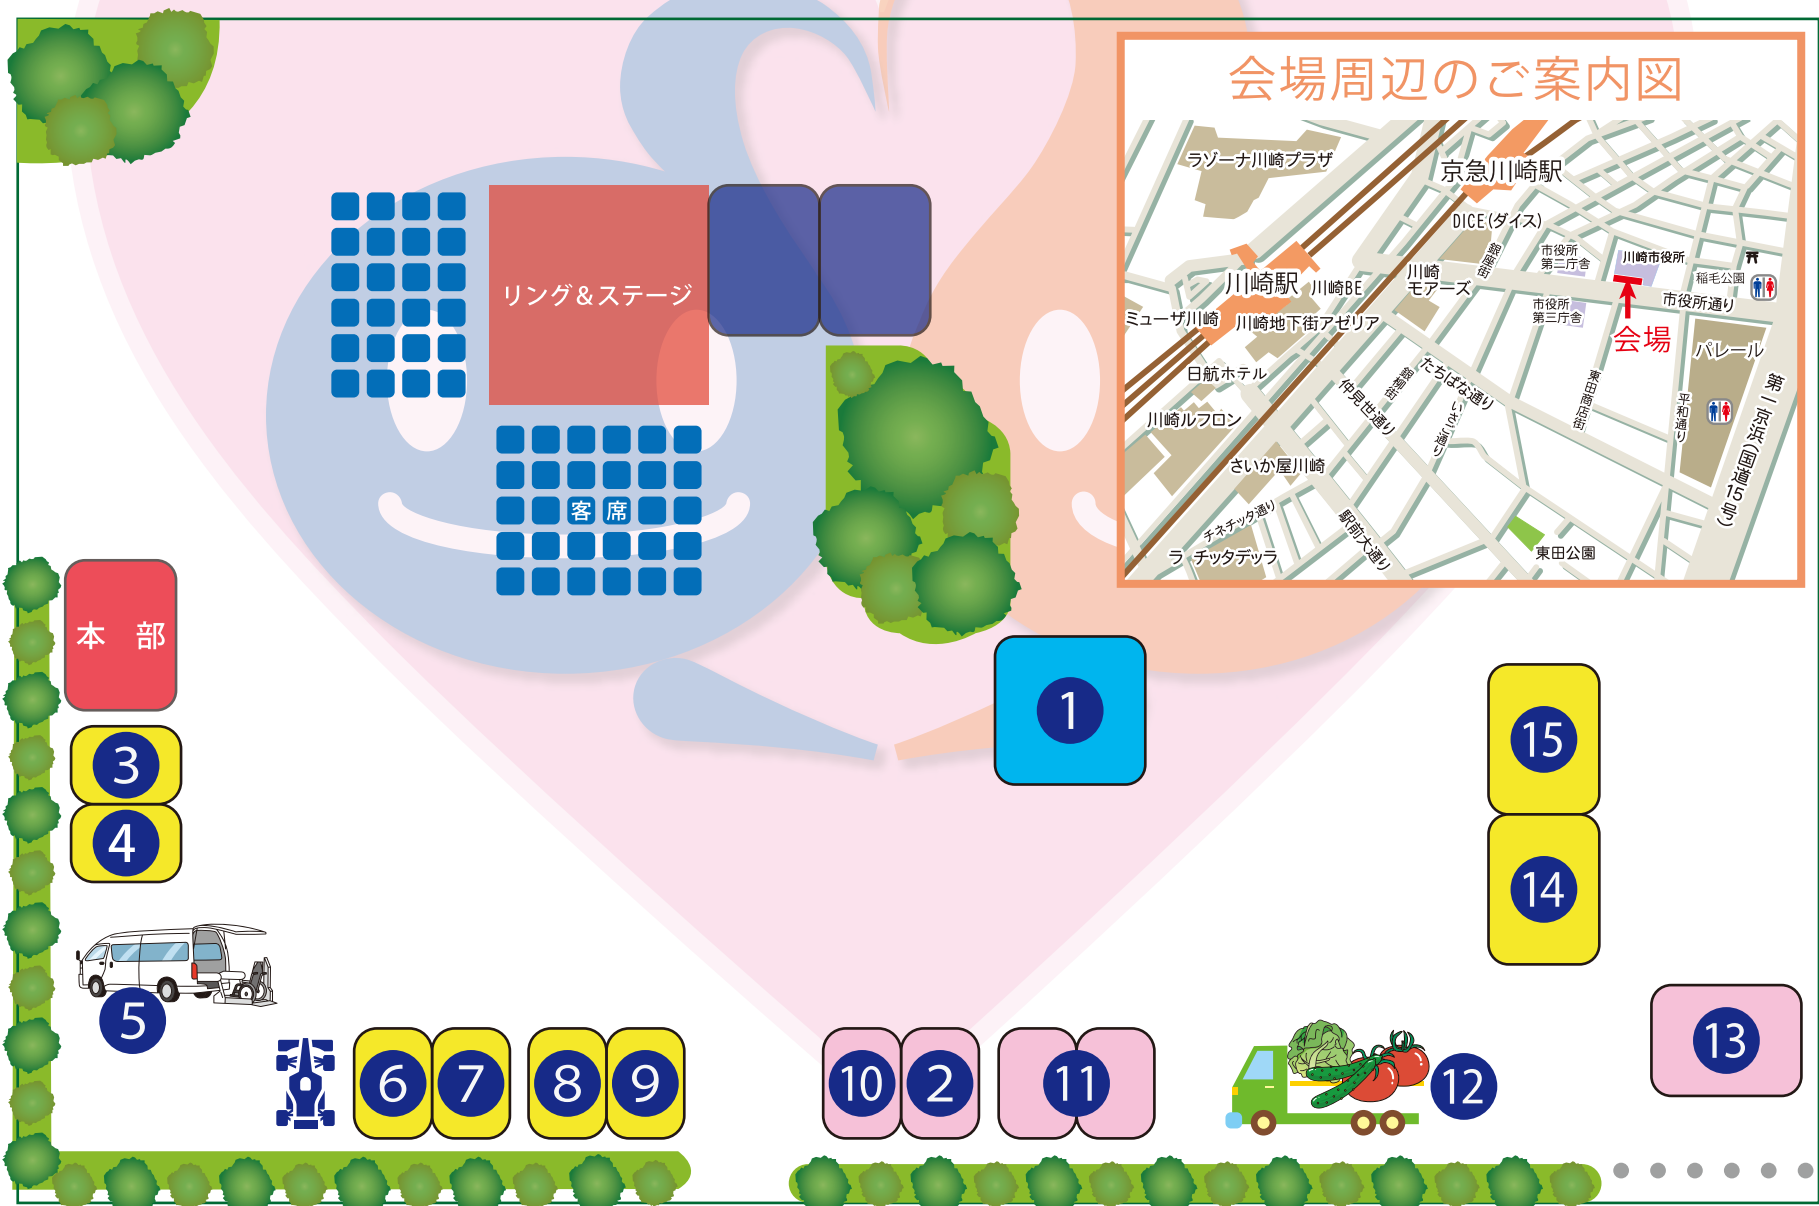 会場周辺のご案内図
ラゾーナ川崎プラザ
京急川崎駅
DICE(ダイス)
銀座街
市役所
第二庁舎
川崎市役所
稲毛公園
川崎駅
川崎BE
川崎
モアーズ
市役所
第三庁舎
市役所通り
ミューザ川崎
川崎地下街アゼリア
会場
パレール
日航ホテル
たちばな通り
銀柳街
仲見世通り
いさご通り
東田商店街
平和通り
第一京浜(国道15号)
川崎ルフロン
さいか屋川崎
チネチッタ通り
駅前大通り
ラ チッタデッラ
東田公園
リング&ステージ
客席
本 部
1
3
4
5
6
7
8
9
10
2
11
12
13
14
15